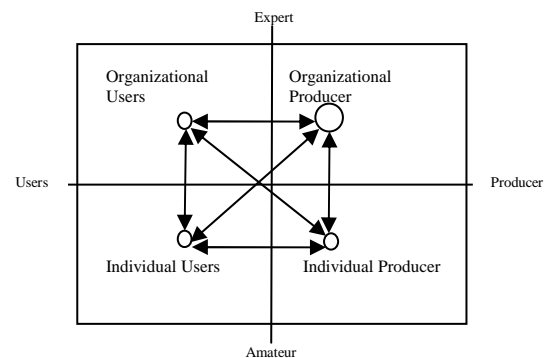 Expert
Organizational
Users
Organizational
Producer
Users
Producer
Individual Users
Individual Producer
Amateur